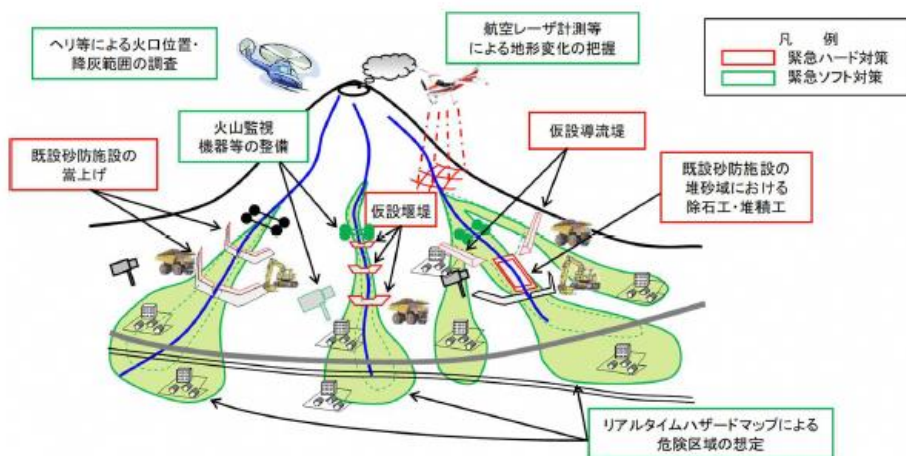 ヘリ等による火口位置・
降灰範囲の調査
航空レーザ計測等
による地形変化の把握
凡　例
緊急ハード対策
緊急ソフト対策
火山監視
機器等の整備
仮設導流堤
既設砂防施設の
嵩上げ
既設砂防施設の
堆砂域における
除石工・堆積工
仮設堰堤
リアルタイムハザードマップによる
危険区域の想定